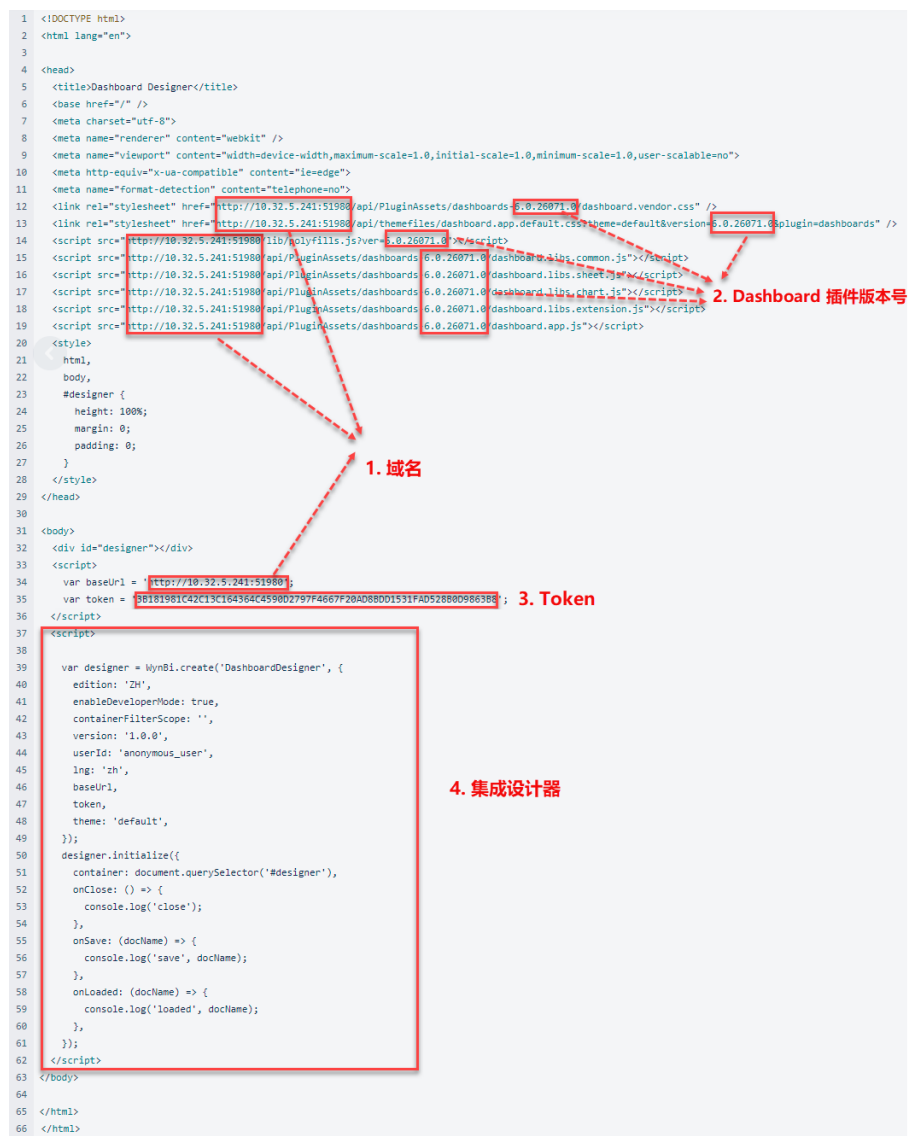 1 <!DOCTYPE html>
2 <html lang="en">
3
4 <head>
5 <title>Dashboard Designer</title>
6 <base href="/" />
7 <meta charset="utf-8">
8 <meta name="renderer" content="webkit" />
9 <meta name="viewport" content="width=device-width,maximum-scale=1.0,initial-scale=1.0,minimum-scale=1.0,user-scalable=no">
10 <meta http-equiv="x-ua-compatible" content="ie=edge">
11 <meta name="format-detection" content="telephone=no">
12 <link rel="stylesheet" href="http://10.32.5.241:51980/api/PluginAssets/dashboards-6.0.26071.0/dashboard.vendor.css" />
13 <link rel="stylesheet" href="http://10.32.5.241:51980/api/themefiles/dashboard.app.default.css?theme=default&version=6.0.26071.0&plugin=dashboards" />
14 <script src="http://10.32.5.241:51980/lib/polyfills.js?ver=6.0.26071.0"></script>
15 <script src="http://10.32.5.241:51980/api/PluginAssets/dashboards-6.0.26071.0/dashboard.libs.common.js"></script>
16 <script src="http://10.32.5.241:51980/api/PluginAssets/dashboards-6.0.26071.0/dashboard.libs.sheet.js"></script>
17 <script src="http://10.32.5.241:51980/api/PluginAssets/dashboards-6.0.26071.0/dashboard.libs.chart.js"></script>
2. Dashboard 插件版本号
18 <script src="http://10.32.5.241:51980/api/PluginAssets/dashboards-6.0.26071.0/dashboard.libs.extension.js"></script>
19 <script src="http://10.32.5.241:51980/api/PluginAssets/dashboards-6.0.26071.0/dashboard.app.js"></script>
20 <style>
21 html,
22 body,
23 #designer {
24 height: 100%;
25 margin: 0;
26 padding: 0;
27 }
1. 域名
28 </style>
29 </head>
30
31 <body>
32 <div id="designer"></div>
33 <script>
34 var baseUrl = 'http://10.32.5.241:51980';
35 var token = '3B181981C42C13C164364C4590D2797F4667F20AD8BDD1531FAD528B0D9863B8'; 3. Token
36 </script>
37 <script>
38
39 var designer = WynBi.create('DashboardDesigner', {
40 edition: 'ZH',
41 enableDeveloperMode: true,
42 containerFilterScope: '',
43 version: '1.0.0',
44 userId: 'anonymous_user',
45 lng: 'zh',
46 baseUrl,
4. 集成设计器
47 token,
48 theme: 'default',
49 });
50 designer.initialize({
51 container: document.querySelector('#designer'),
52 onClose: () => {
53 console.log('close');
54 },
55 onSave: (docName) => {
56 console.log('save', docName);
57 },
58 onLoaded: (docName) => {
59 console.log('loaded', docName);
60 },
61 });
62 </script>
63 </body>
64
65 </html>
66 </html>